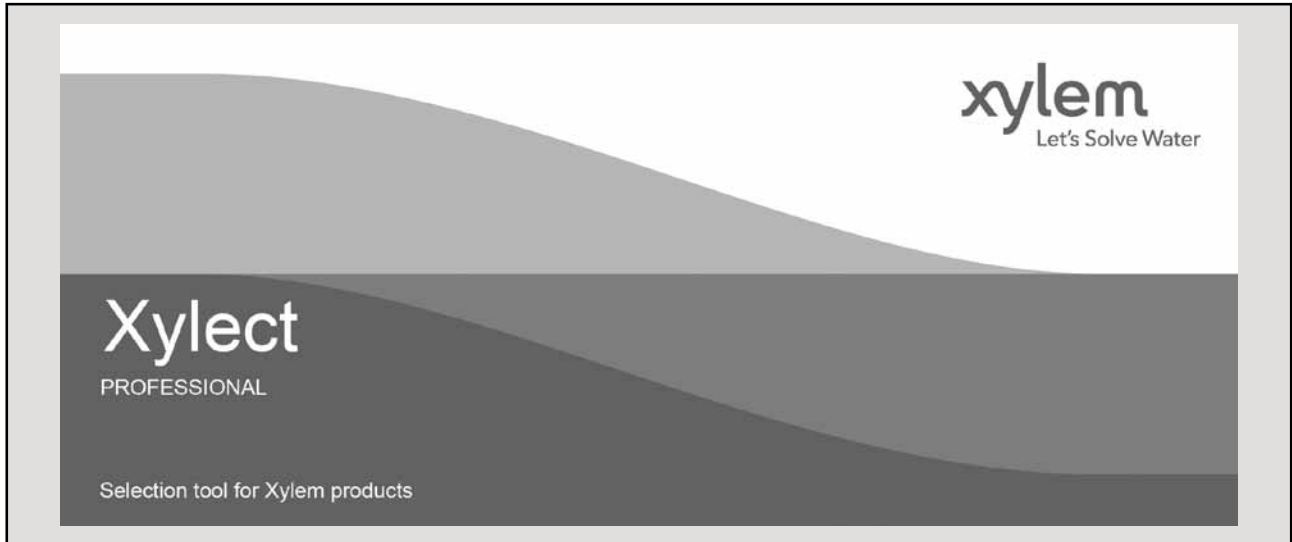 xylem
Let's Solve Water
Xylect
PROFESSIONAL
Selection tool for Xylem products